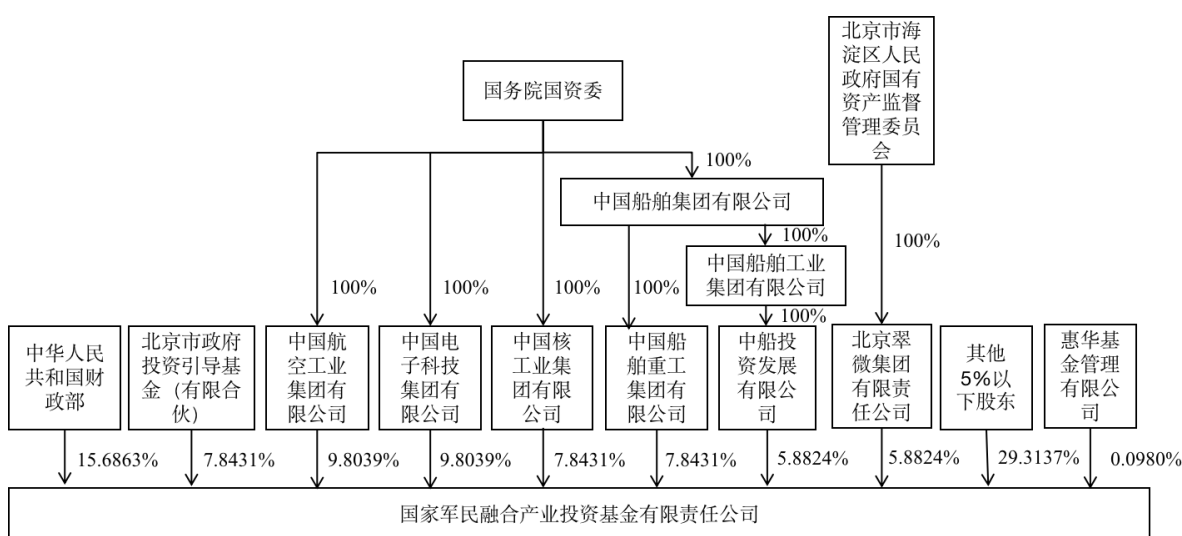 国务院国资委
北京市海
淀区人民
政府国有
资产监督
管理委员
会
100%
中国船舶集团有限公司
100%
100%
中国船舶工业
集团有限公司
100%
100%
100%
100%
100%
中华人民
共和国财
政部
北京市政府
投资引导基
金（有限合
伙）
中国航
空工业
集团有
限公司
中国电
子科技
集团有
限公司
中国核
工业集
团有限
公司
中国船
舶重工
集团有
限公司
中船投
资发展
有限公
司
北京翠
微集团
有限责
任公司
其他
5%以
下股东
惠华基
金管理
有限公
司
15.6863%
7.8431%
9.8039%
9.8039%
7.8431%
7.8431%
5.8824%
5.8824%
29.3137%
0.0980%
国家军民融合产业投资基金有限责任公司